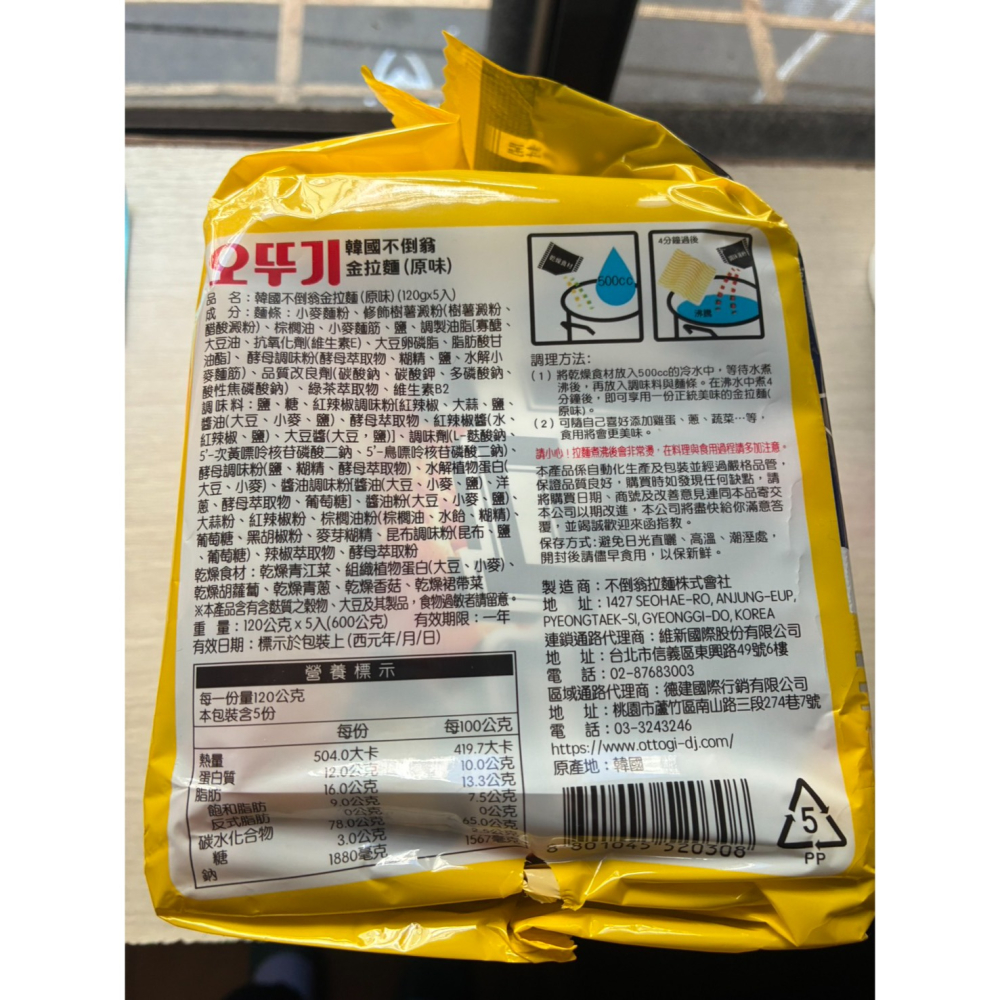 오뚜기
韓國不倒翁
金拉麵(原味)
品 名：韓國不倒翁金拉麵(原味)(120gx5入)
成 分：麵條：小麥麵粉、修飾樹薯澱粉(樹薯澱粉
醋酸澱粉)、棕櫚油、小麥麵筋、鹽、調製油脂[寡醣、
大豆油、抗氧化劑(維生素E)、大豆卵磷脂、脂肪酸甘
油酯]、酵母調味粉(酵母萃取物、糊精、鹽、水解小
麥麵筋)、品質改良劑(碳酸鈉、碳酸鉀、多磷酸鈉、
酸性焦磷酸鈉)、綠茶萃取物、維生素B2
調味料：鹽、糖、紅辣椒調味粉[紅辣椒、大蒜、鹽、
醬油(大豆、小麥、鹽)、酵母萃取物、紅辣椒醬(水、
紅辣椒、鹽)、大豆醬(大豆，鹽)]、調味劑(L-麩酸鈉、
5'-次黃嘌呤核苷磷酸二鈉、5'-鳥嘌呤核苷磷酸二鈉)、
酵母調味粉(鹽、糊精、酵母萃取物)、水解植物蛋白(
大豆、小麥)、醬油調味粉[醬油(大豆、小麥、鹽)、洋
蔥、酵母萃取物、葡萄糖]、醬油粉(大豆、小麥、鹽)、
大蒜粉、紅辣椒粉、棕櫚油粉(棕櫚油、水飴、糊精)、
葡萄糖、黑胡椒粉、麥芽糊精、昆布調味粉(昆布、鹽
、葡萄糖)、辣椒萃取物、酵母萃取粉
乾燥食材：乾燥青江菜、組織植物蛋白(大豆、小麥)、
乾燥胡蘿蔔、乾燥青蔥、乾燥香菇、乾燥裙帶菜
※本產品含有含麩質之穀物、大豆及其製品，食物過敏者請留意。
重 量：120公克 x 5入(600公克) 有效期限：一年
有效日期：標示於包裝上(西元年/月/日)
營養標示
每一份量120公克
本包裝含5份
每份 每100公克
熱量 504.0大卡 419.7大卡
蛋白質 12.0公克 10.0公克
脂肪 16.0公克 13.3公克
飽和脂肪 9.0公克 7.5公克
反式脂肪 0公克 0公克
碳水化合物 78.0公克 65.0公克
糖 3.0公克
鈉 1880毫克 1567毫克
乾燥食材
500cc
4分鐘過後
沸騰
調理方法：
(1) 將乾燥食材放入500cc的冷水中，等待水煮
沸後，再放入調味料與麵條。在沸水中煮4
分鐘後，即可享用一份正統美味的金拉麵(
原味)。
(2) 可隨自己喜好添加雞蛋、蔥、蔬菜…等，
食用將會更美味。
請小心！拉麵煮沸後會非常燙，在料理與食用過程請多加注意。
本產品係自動化生產及包裝並經過嚴格品管，
保證品質良好，購買時如發現任何缺點，請
將購買日期、商號及改善意見連同本品寄交
本公司以期改進，本公司將盡快給你滿意答
覆，並竭誠歡迎來函指教。
保存方式:避免日光直曬、高溫、潮溼處，
開封後請儘早食用，以保新鮮。
製造商：不倒翁拉麵株式會社
地 址：1427 SEOHAE-RO, ANJUNG-EUP,
PYEONGTAEK-SI, GYEONGGI-DO, KOREA
連鎖通路代理商：維新國際股份有限公司
地 址：台北市信義區東興路49號6樓
電 話：02-87683003
區域通路代理商：德建國際行銷有限公司
地 址：桃園市蘆竹區南山路三段274巷7號
電 話：03-3243246
https://www.ottogi-dj.com/
原產地：韓國
8 801045 520308
5
PP